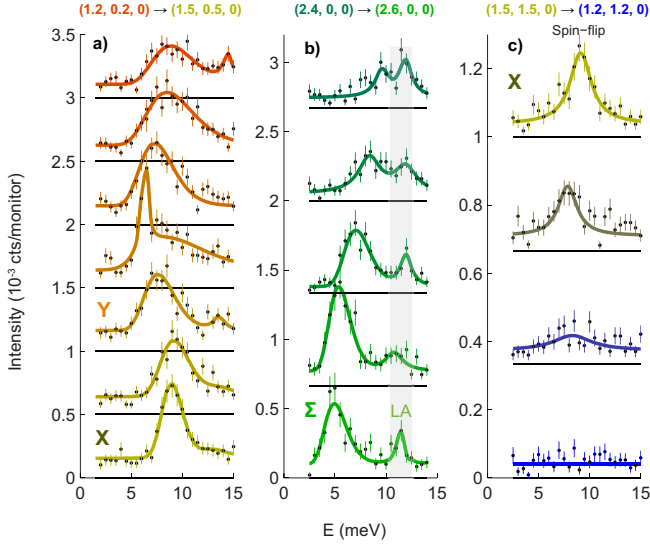 (1.2, 0.2, 0) → (1.5, 0.5, 0)
(2.4, 0, 0) → (2.6, 0, 0)
(1.5, 1.5, 0) → (1.2, 1.2, 0)
Spin−flip
a)
b)
c)
3.5
3
2.5
2
1.5
1
0.5
0
3
2.5
2
1.5
1
0.5
0
1.2
1
0.8
0.6
0.4
0.2
0
X
Y
X
Σ
LA
Intensity (10⁻³ cts/monitor)
0 5 10 15
0 5 10 15
0 5 10 15
E (meV)